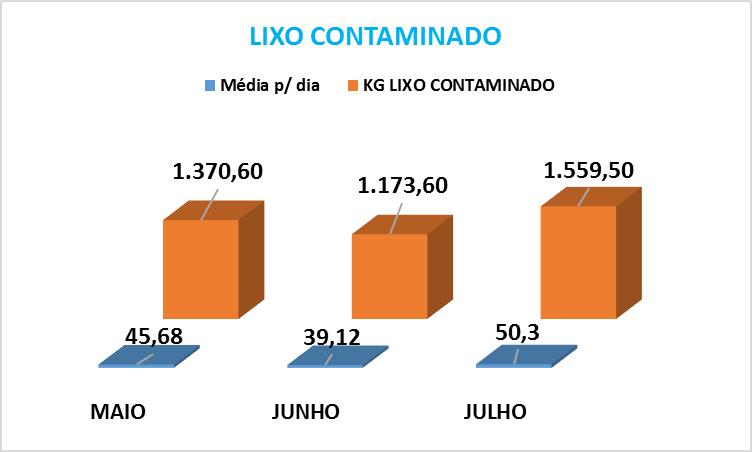 LIXO CONTAMINADO
Média p/ dia KG LIXO CONTAMINADO
1.370,60 1.173,60 1.559,50
45,68 39,12 50,3
MAIO JUNHO JULHO